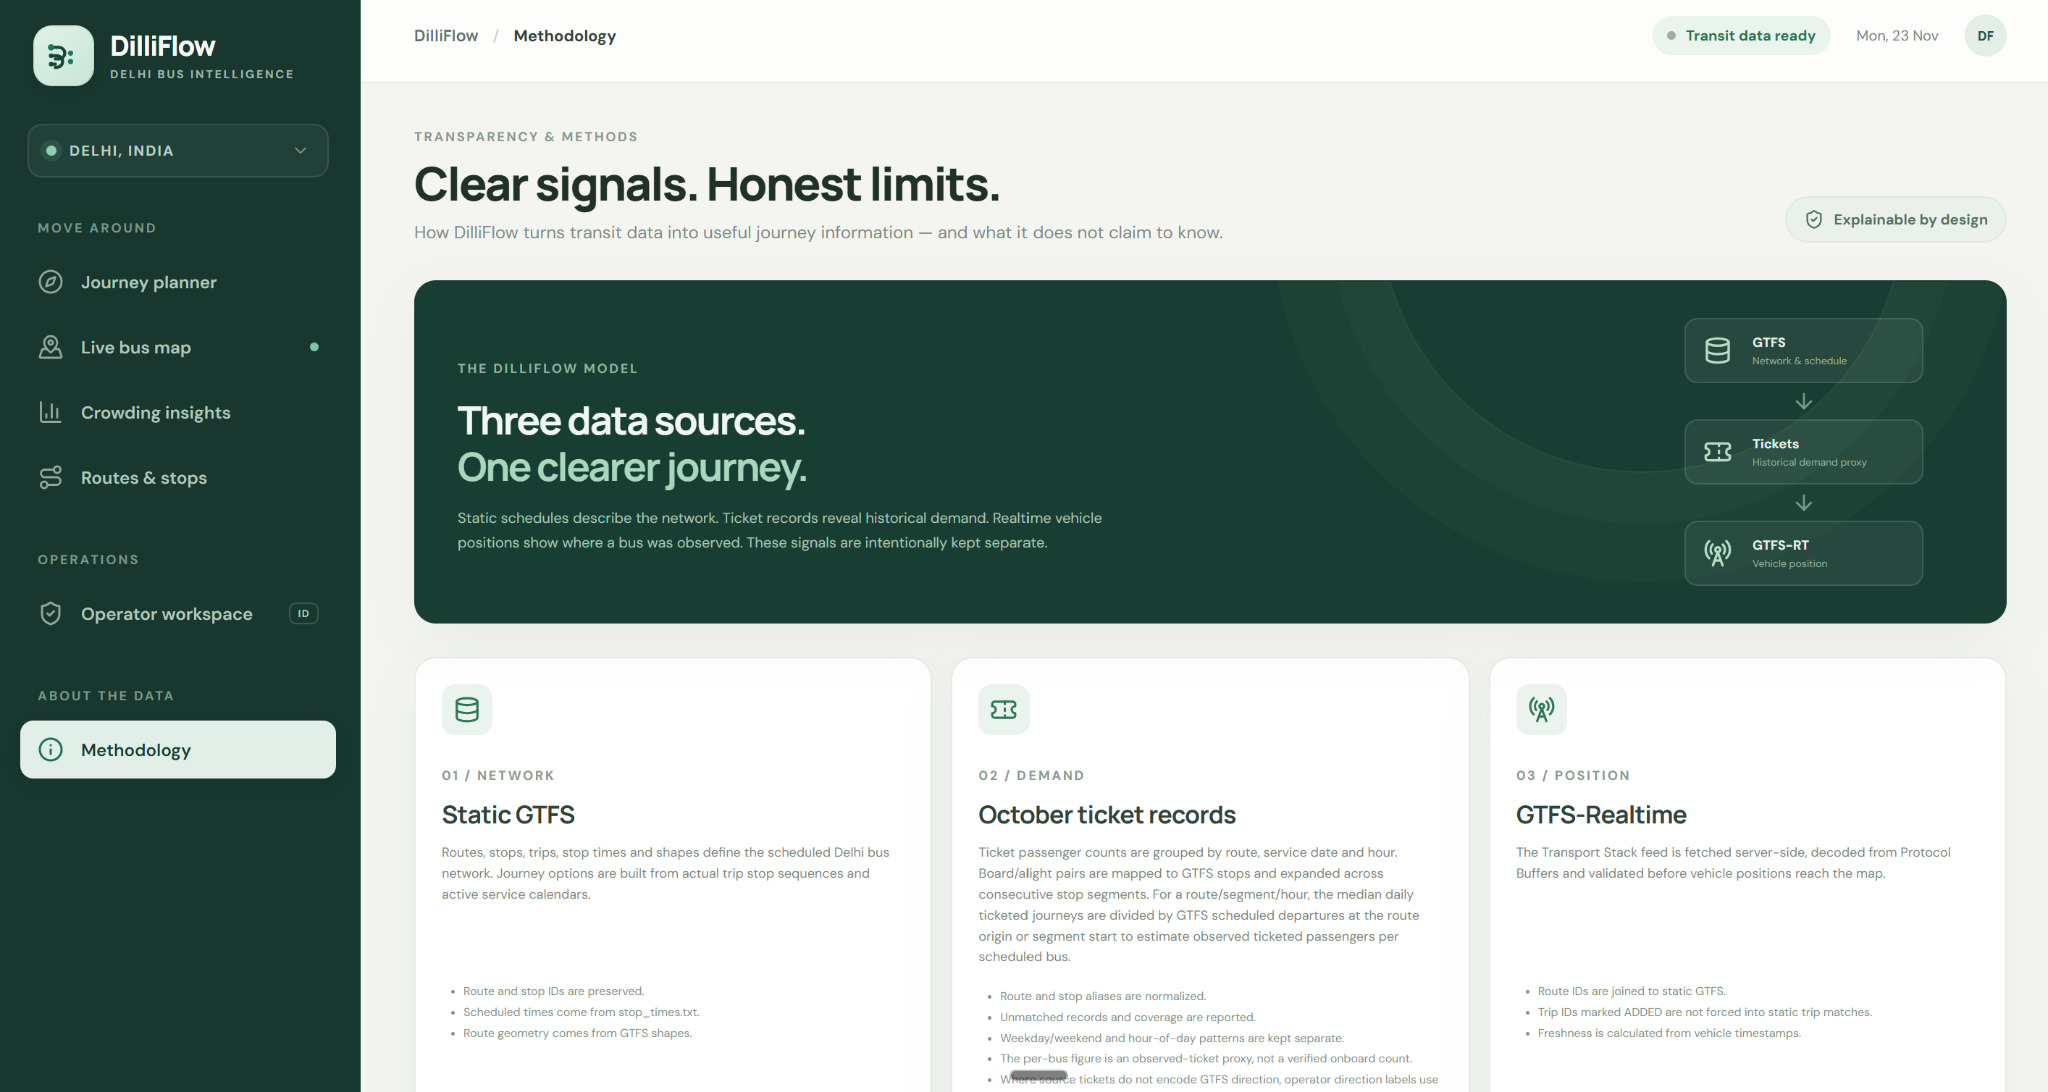 DilliFlow
DELHI BUS INTELLIGENCE
DELHI, INDIA
MOVE AROUND
Journey planner
Live bus map
Crowding insights
Routes & stops
OPERATIONS
Operator workspace
ID
ABOUT THE DATA
Methodology
DilliFlow / Methodology
Transit data ready
Mon, 23 Nov
DF
TRANSPARENCY & METHODS
Clear signals. Honest limits.
How DilliFlow turns transit data into useful journey information — and what it does not claim to know.
Explainable by design
THE DILLIFLOW MODEL
Three data sources.
One clearer journey.
Static schedules describe the network. Ticket records reveal historical demand. Realtime vehicle
positions show where a bus was observed. These signals are intentionally kept separate.
GTFS
Network & schedule
Tickets
Historical demand proxy
GTFS-RT
Vehicle position
01 / NETWORK
Static GTFS
Routes, stops, trips, stop times and shapes define the scheduled Delhi bus
network. Journey options are built from actual trip stop sequences and
active service calendars.
• Route and stop IDs are preserved.
• Scheduled times come from stop_times.txt.
• Route geometry comes from GTFS shapes.
02 / DEMAND
October ticket records
Ticket passenger counts are grouped by route, service date and hour.
Board/alight pairs are mapped to GTFS stops and expanded across
consecutive stop segments. For a route/segment/hour, the median daily
ticketed journeys are divided by GTFS scheduled departures at the route
origin or segment start to estimate observed ticketed passengers per
scheduled bus.
• Route and stop aliases are normalized.
• Unmatched records and coverage are reported.
• Weekday/weekend and hour-of-day patterns are kept separate.
• The per-bus figure is an observed-ticket proxy, not a verified onboard count.
• Where source tickets do not encode GTFS direction, operator direction labels use
03 / POSITION
GTFS-Realtime
The Transport Stack feed is fetched server-side, decoded from Protocol
Buffers and validated before vehicle positions reach the map.
• Route IDs are joined to static GTFS.
• Trip IDs marked ADDED are not forced into static trip matches.
• Freshness is calculated from vehicle timestamps.